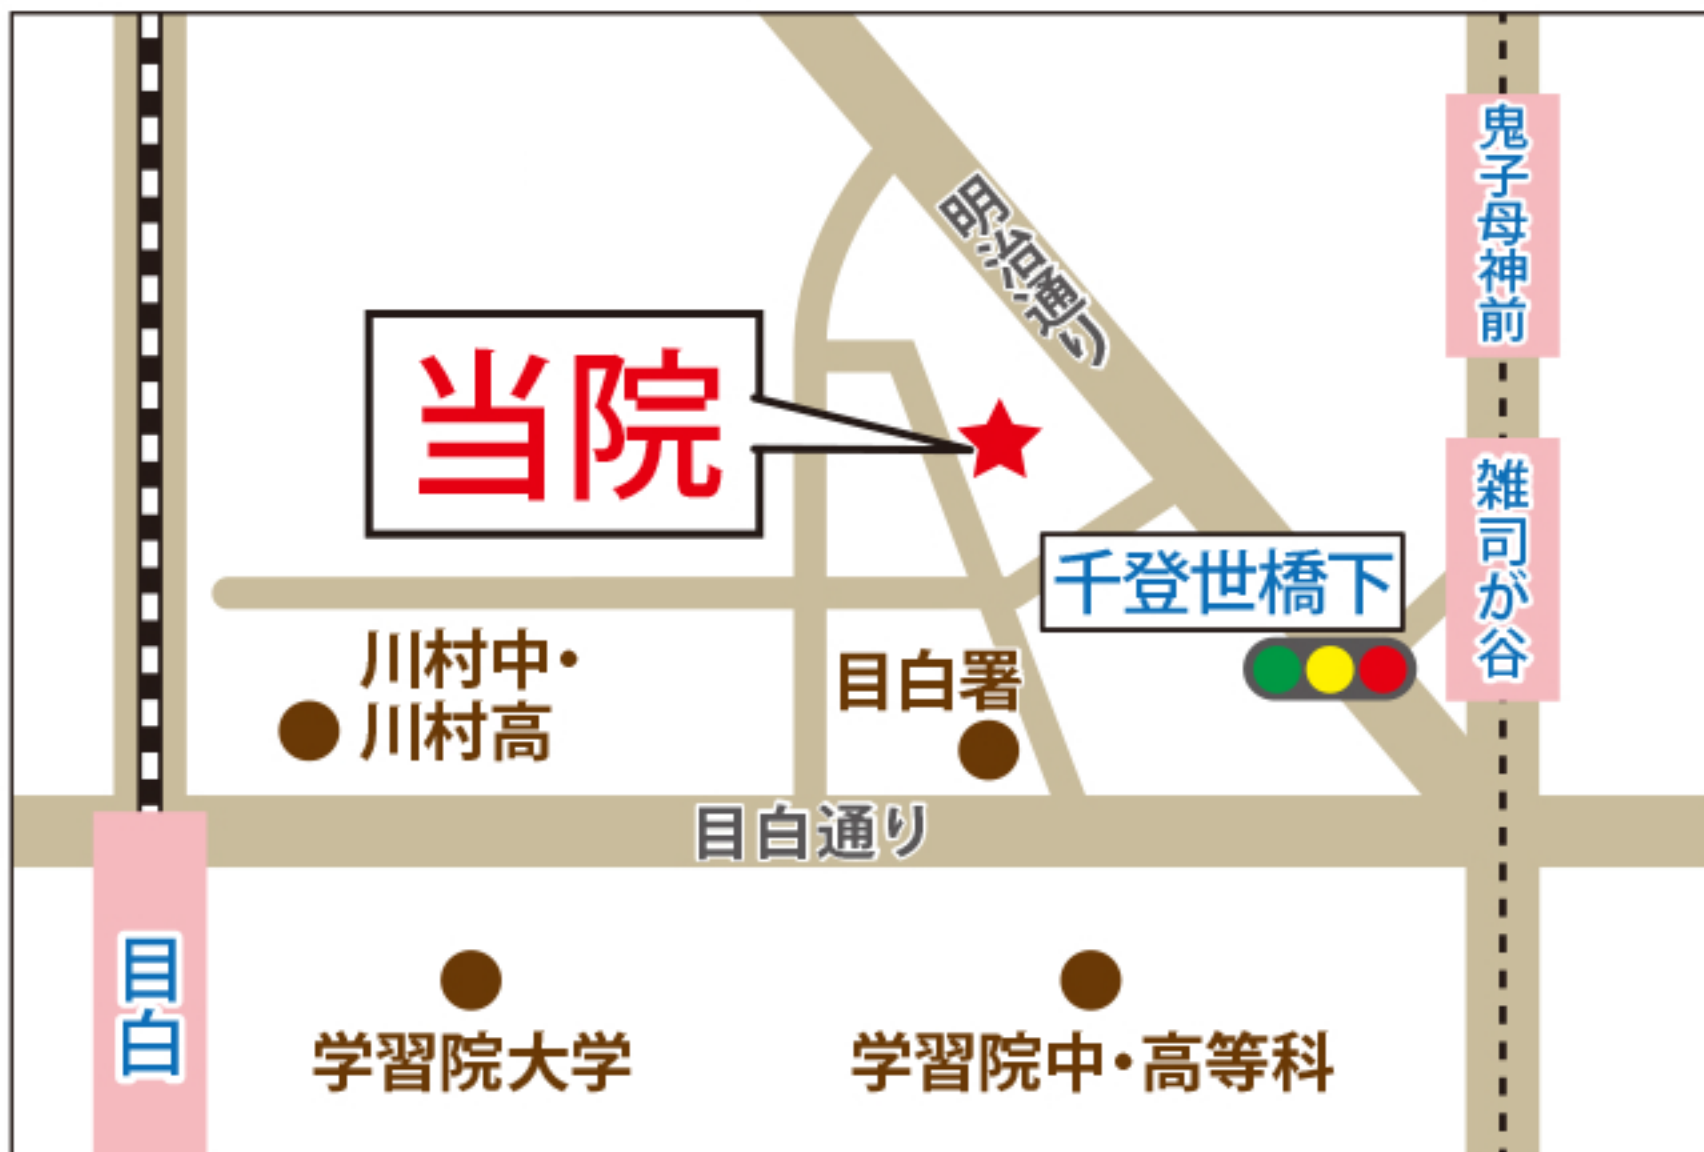 鬼子母神前
明治通り
当院
雑司が谷
千登世橋下
川村中・
川村高
目白署
目白通り
目白
学習院大学
学習院中・高等科